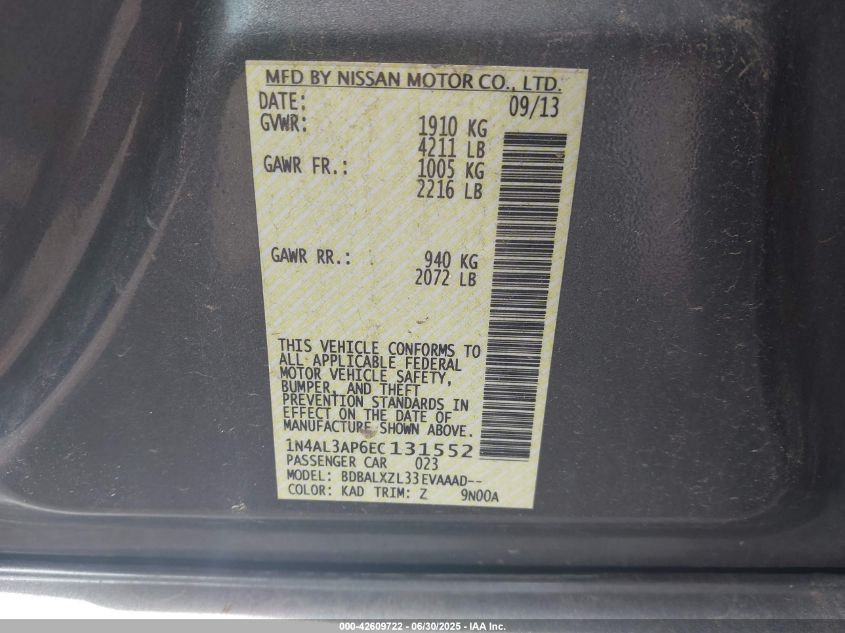 MFD BY NISSAN MOTOR CO., LTD.
DATE: 09/13
GVWR: 1910 KG
4211 LB
GAWR FR.: 1005 KG
2216 LB
GAWR RR.: 940 KG
2072 LB
THIS VEHICLE CONFORMS TO
ALL APPLICABLE FEDERAL
MOTOR VEHICLE SAFETY,
BUMPER, AND THEFT
PREVENTION STANDARDS IN
EFFECT ON THE DATE OF
MANUFACTURE SHOWN ABOVE.
1N4AL3AP6EC131552
PASSENGER CAR 023
MODEL: BDBALXZL33EVAAAD--
COLOR: KAD TRIM: Z 9N00A
000-42609722 - 06/30/2025 - IAA Inc.